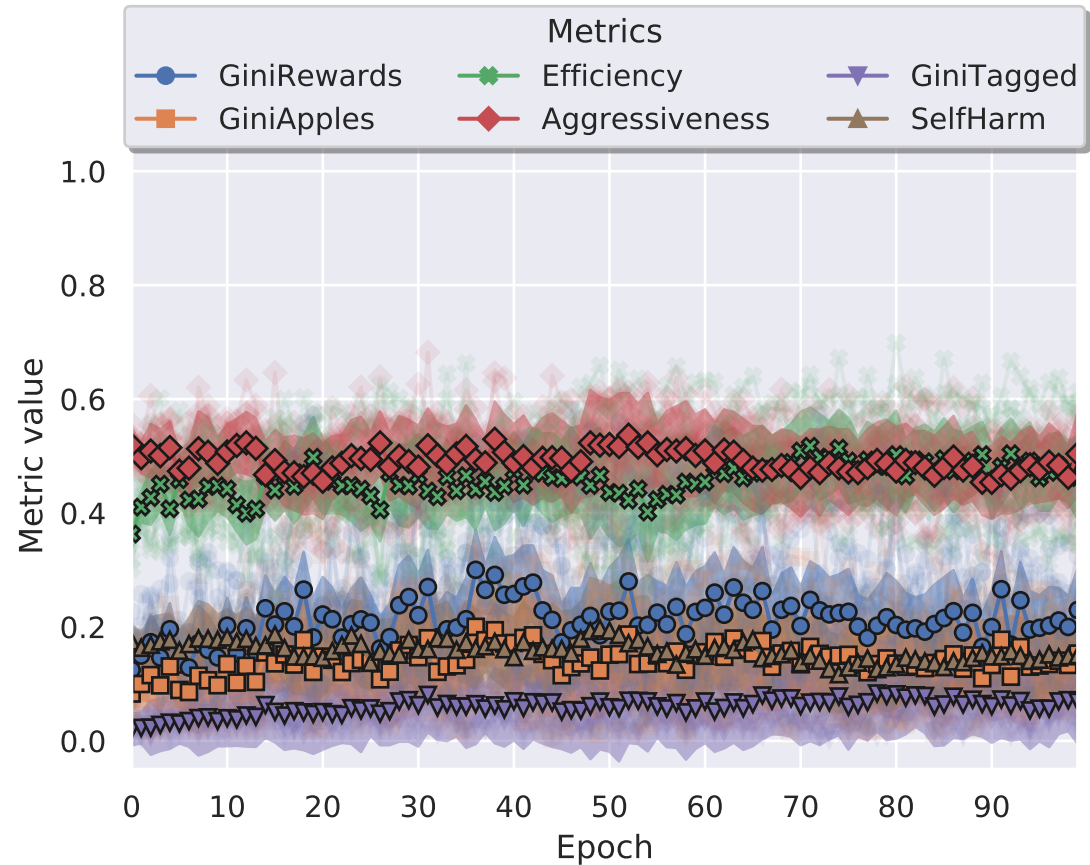 Metrics
GiniRewards Efficiency GiniTagged
GiniApples Aggressiveness SelfHarm
1.0
0.8
0.6
0.4
0.2
0.0
Metric value
0 10 20 30 40 50 60 70 80 90
Epoch